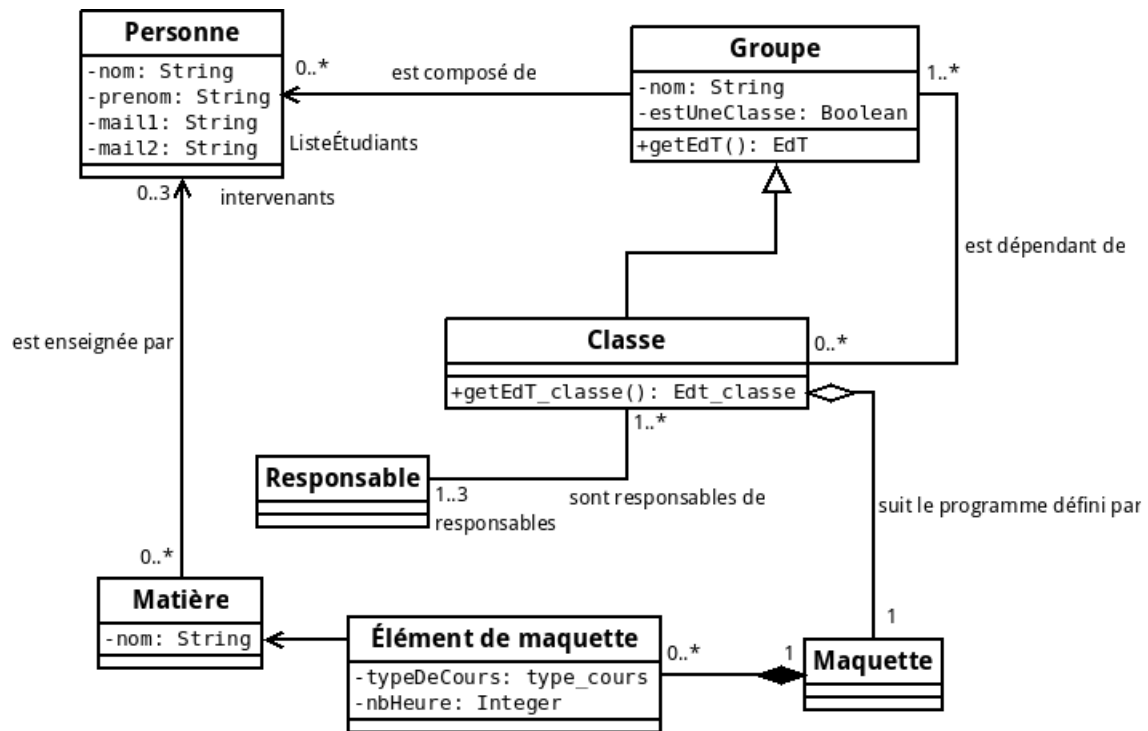 Personne
-nom: String
-prenom: String
-mail1: String
-mail2: String
0..*
est composé de
ListeÉtudiants
Groupe
-nom: String
-estUneClasse: Boolean
+getEdT(): EdT
1..*
0..3
intervenants
est dépendant de
est enseignée par
Classe
+getEdT_classe(): Edt_classe
0..*
1..*
Responsable
1..3
responsables
sont responsables de
suit le programme défini par
0..*
Matière
-nom: String
Élément de maquette
-typeDeCours: type_cours
-nbHeure: Integer
0..*
1
1
Maquette